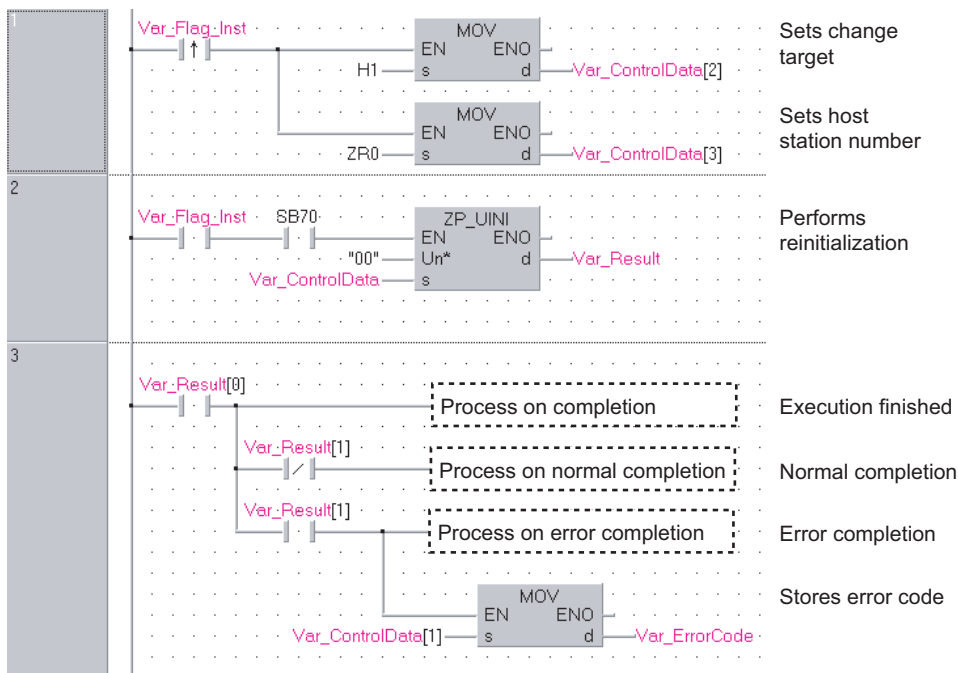 1
Var_Flag_Inst
MOV
EN ENO
H1 s d Var_ControlData[2]
Sets change
target
MOV
EN ENO
ZR0 s d Var_ControlData[3]
Sets host
station number
2
Var_Flag_Inst SB70
ZP_UINI
EN ENO
"00" Un* d Var_Result
Var_ControlData s
Performs
reinitialization
3
Var_Result[0]
Process on completion
Execution finished
Var_Result[1]
Process on normal completion
Normal completion
Var_Result[1]
Process on error completion
Error completion
MOV
EN ENO
Var_ControlData[1] s d Var_ErrorCode
Stores error code